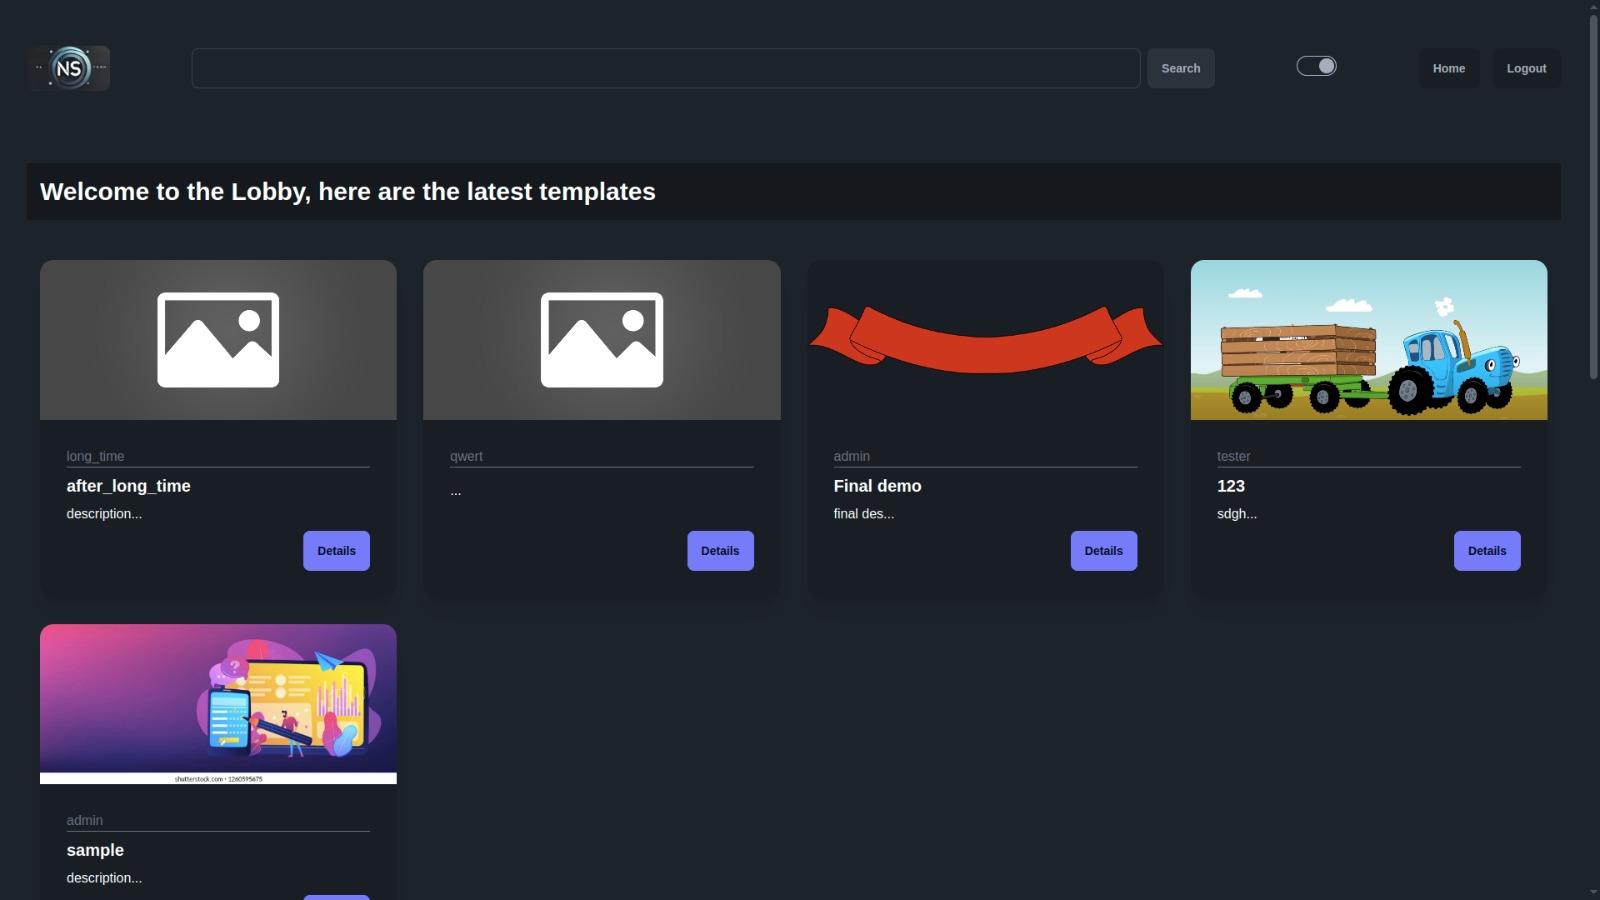 NS
Search
Home
Logout
Welcome to the Lobby, here are the latest templates
long_time
after_long_time
description...
Details
qwert
...
Details
admin
Final demo
final des...
Details
tester
123
sdgh...
Details
?
shutterstock.com • 1260595675
admin
sample
description...